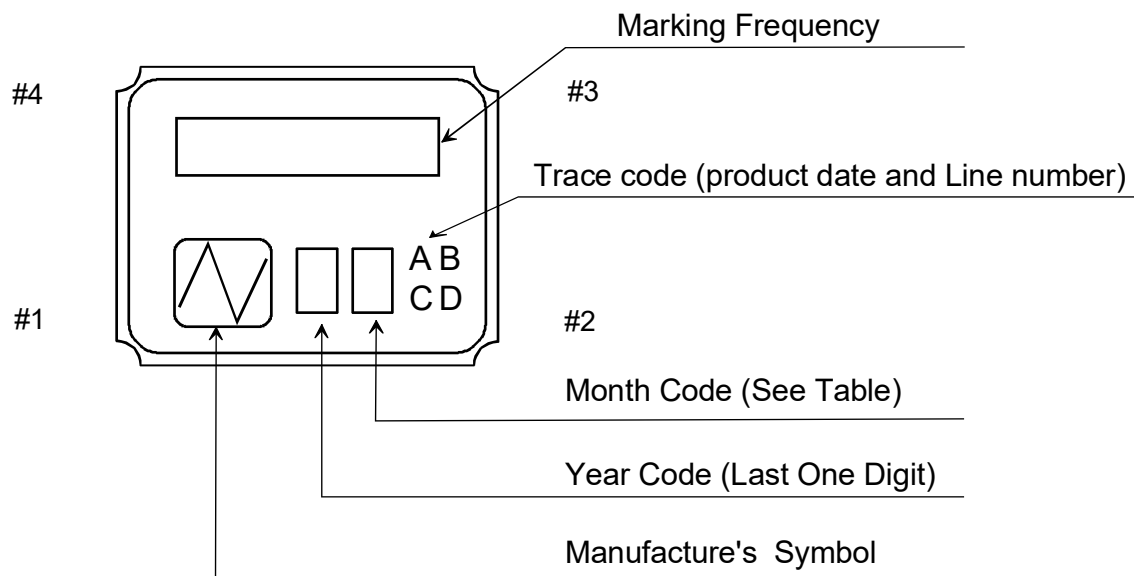 Marking Frequency
#4
#3
Trace code (product date and Line number)
A B
C D
#1
#2
Month Code (See Table)
Year Code (Last One Digit)
Manufacture's Symbol